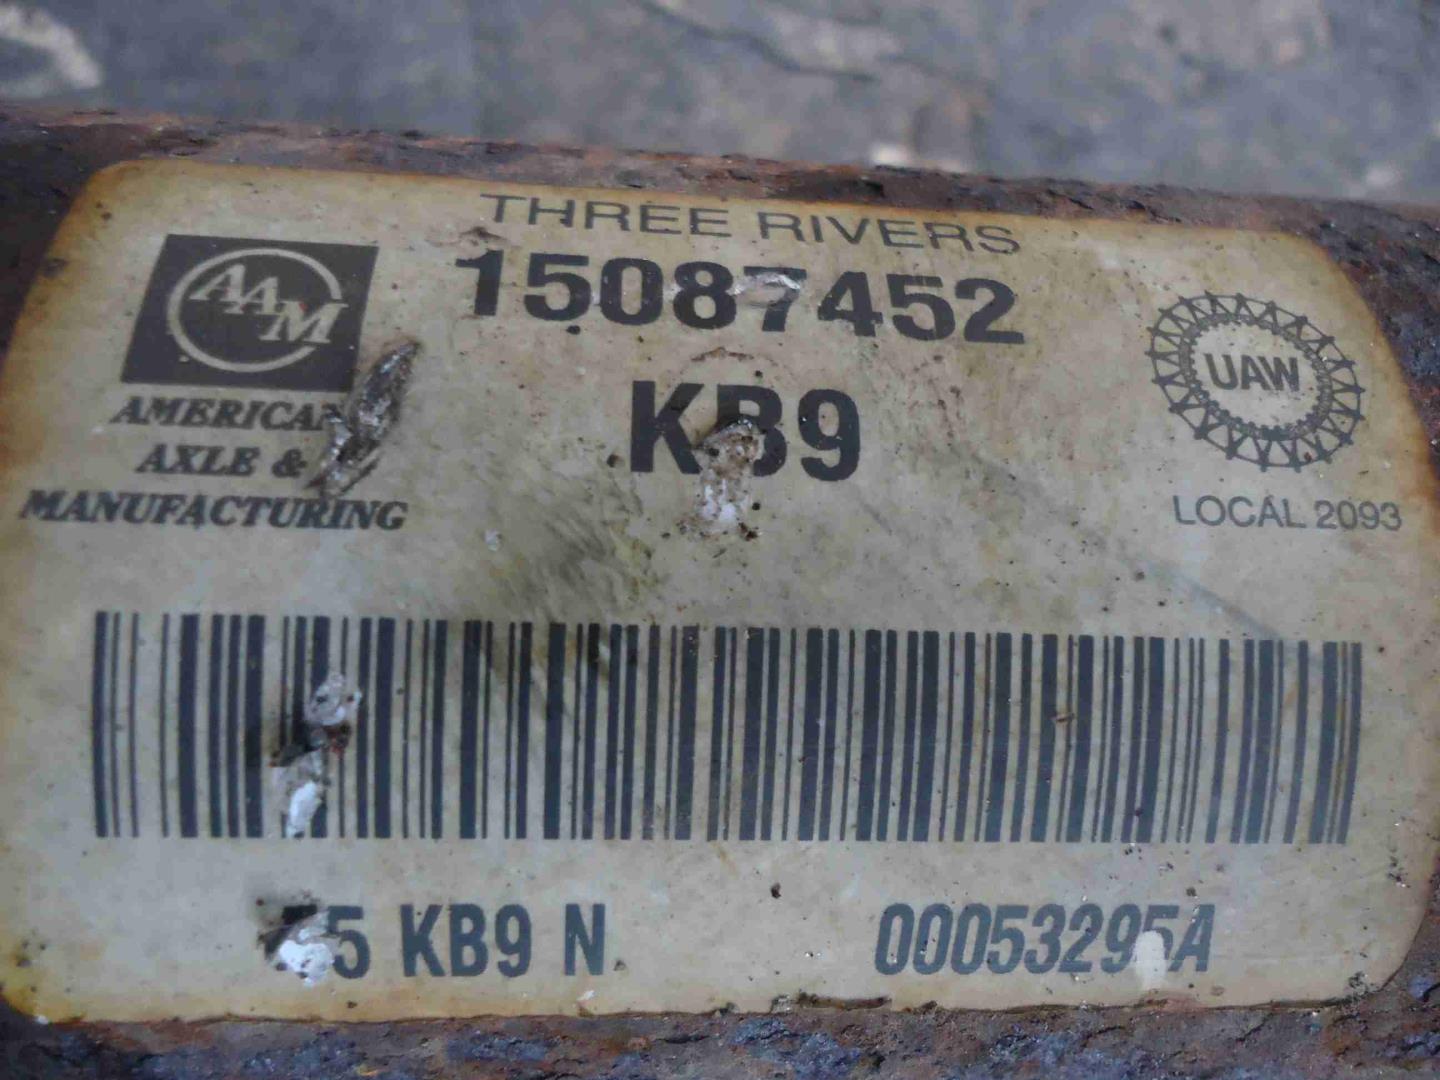 THREE RIVERS
15087452
KB9
AAM
AMERICAN
AXLE &
MANUFACTURING
UAW
LOCAL 2093
5 KB9 N
00053295A